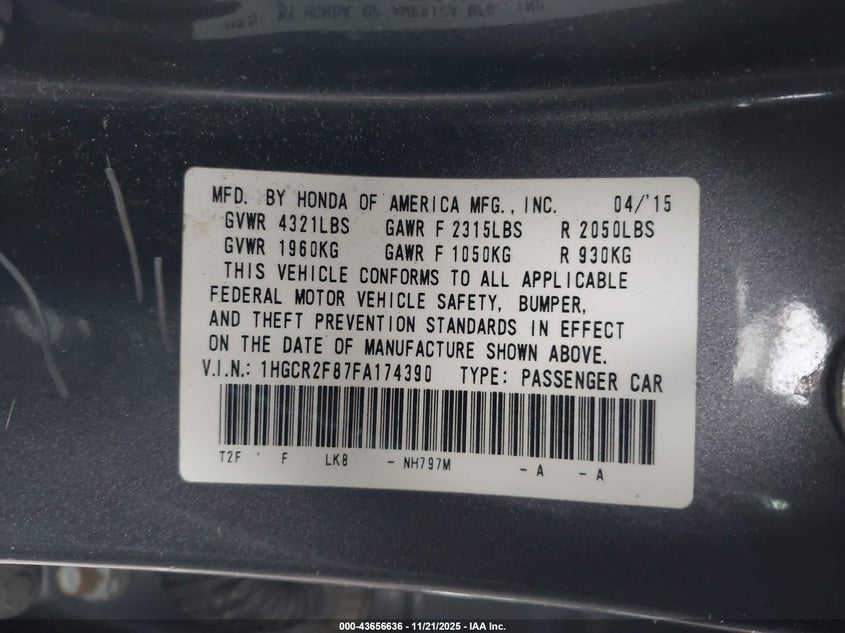 MFD. BY HONDA OF AMERICA MFG., INC. 04/'15
GVWR 4321LBS GAWR F 2315LBS R 2050LBS
GVWR 1960KG GAWR F 1050KG R 930KG
THIS VEHICLE CONFORMS TO ALL APPLICABLE
FEDERAL MOTOR VEHICLE SAFETY, BUMPER,
AND THEFT PREVENTION STANDARDS IN EFFECT
ON THE DATE OF MANUFACTURE SHOWN ABOVE.
V.I.N.: 1HGCR2F87FA174390 TYPE: PASSENGER CAR
T2F F LKB - NH797M - A - A
000-43656636 - 11/21/2025 - IAA Inc.